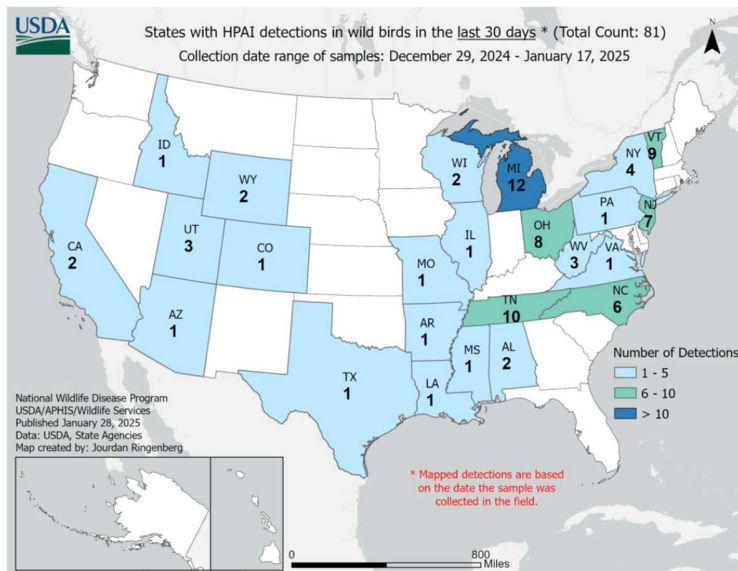 USDA
States with HPAI detections in wild birds in the last 30 days * (Total Count: 81)
Collection date range of samples: December 29, 2024 - January 17, 2025
N
ID
1
WY
2
WI
2
MI
12
VT
9
NY
4
PA
1
NJ
7
CA
2
UT
3
CO
1
IL
1
OH
8
WV
3
VA
1
MO
1
AZ
1
AR
1
TN
10
NC
6
TX
1
LA
1
MS
1
AL
2
Number of Detections
1 - 5
6 - 10
> 10
National Wildlife Disease Program
USDA/APHIS/Wildlife Services
Published January 28, 2025
Data: USDA, State Agencies
Map created by: Jourdan Ringenberg
* Mapped detections are based
on the date the sample was
collected in the field.
0
800
Miles